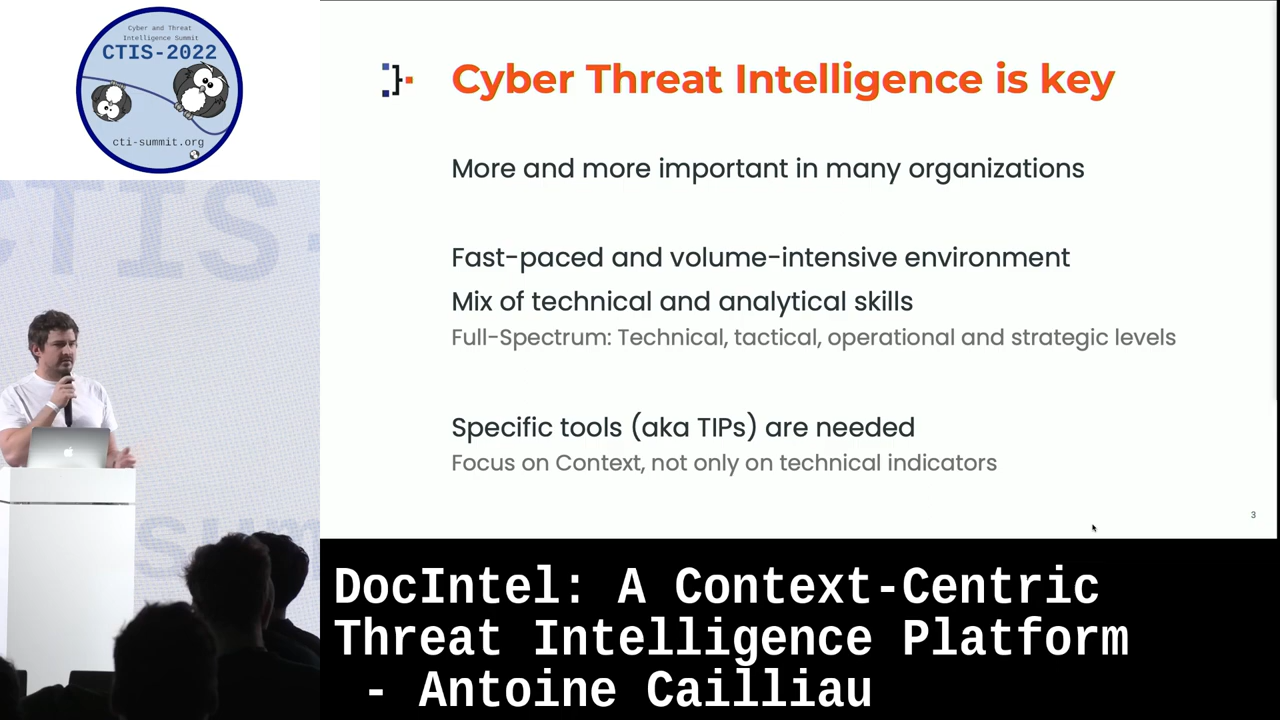 Cyber and Threat
Intelligence Summit
CTIS-2022
cti-summit.org
CTIS-
summ
Cyber Threat Intelligence is key
More and more important in many organizations
Fast-paced and volume-intensive environment
Mix of technical and analytical skills
Full-Spectrum: Technical, tactical, operational and strategic levels
Specific tools (aka TIPs) are needed
Focus on Context, not only on technical indicators
3
DocIntel: A Context-Centric
Threat Intelligence Platform
- Antoine Cailliau